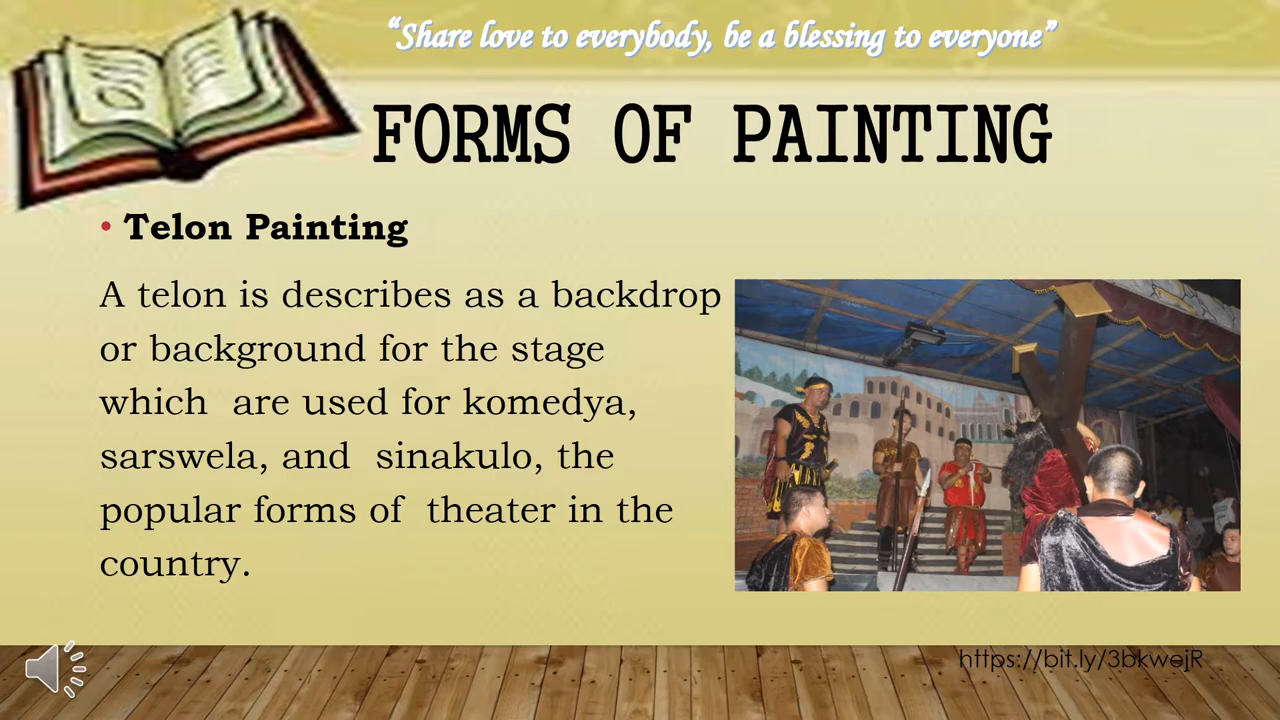 “Share love to everybody, be a blessing to everyone”
FORMS OF PAINTING
• Telon Painting
A telon is describes as a backdrop
or background for the stage
which are used for komedya,
sarswela, and sinakulo, the
popular forms of theater in the
country.
https://bit.ly/3bkwejR